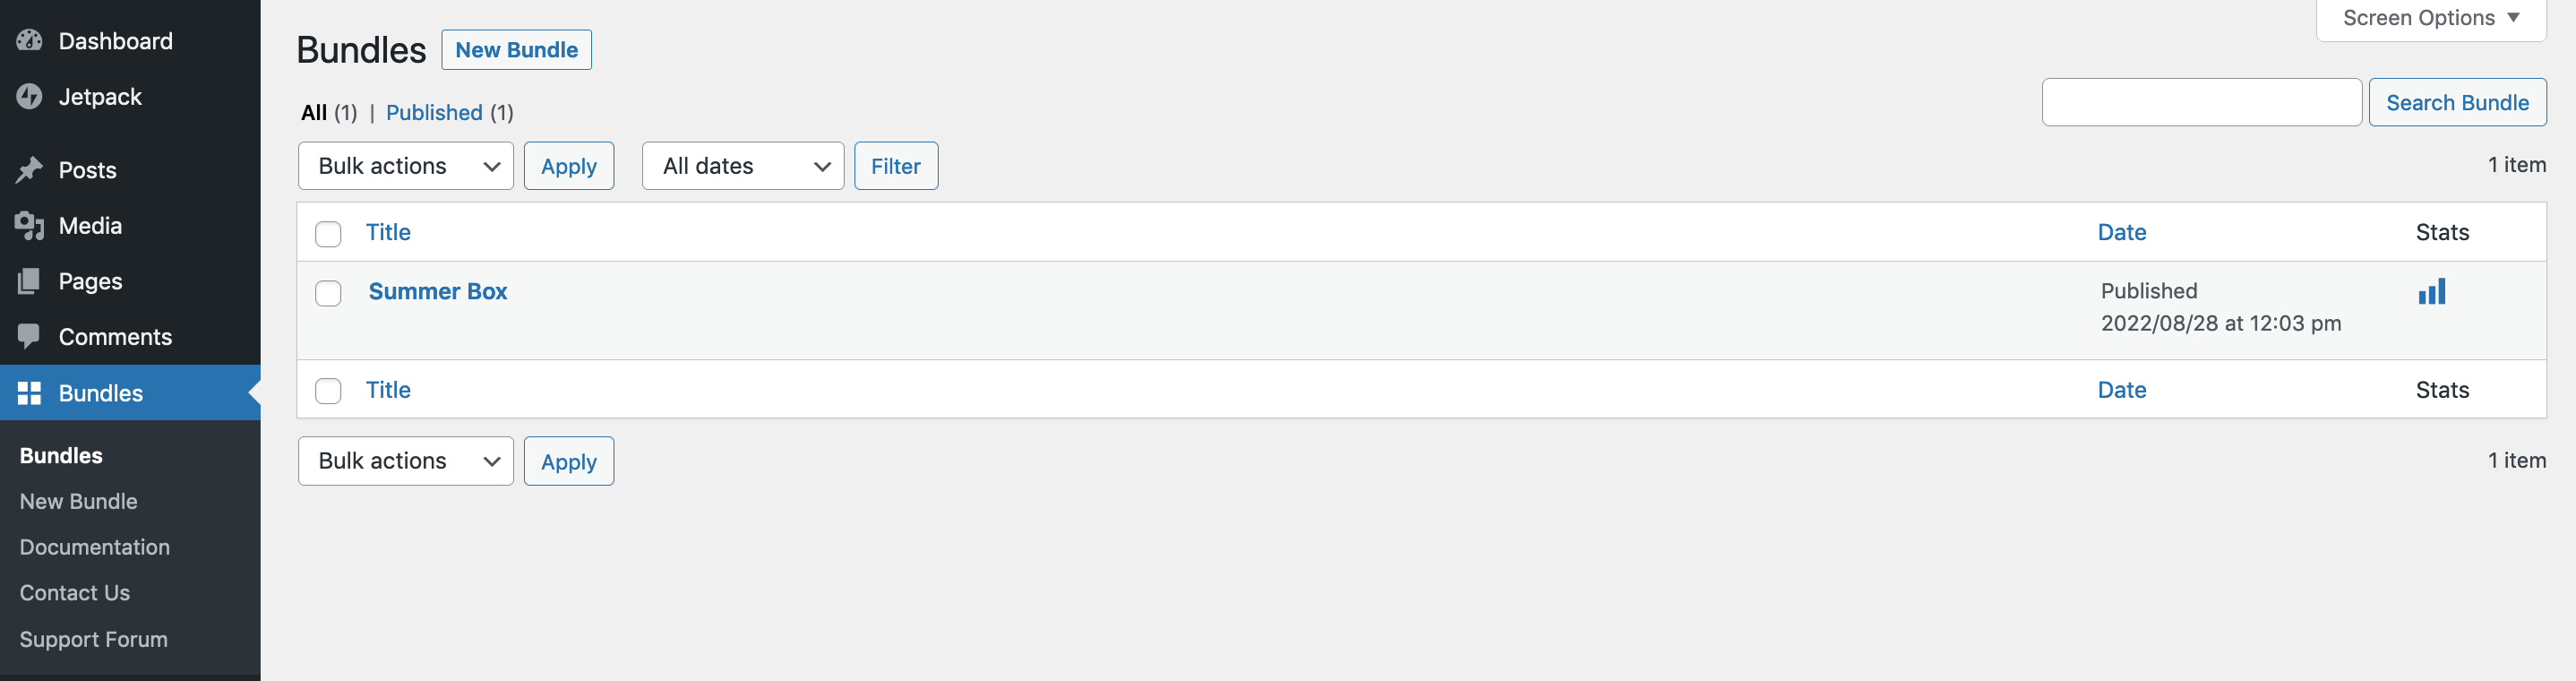 Dashboard
Jetpack
Posts
Media
Pages
Comments
Bundles
Bundles
New Bundle
Documentation
Contact Us
Support Forum
Screen Options ▼
Bundles New Bundle
All (1) | Published (1)
Search Bundle
Bulk actions Apply All dates Filter 1 item
Title Date Stats
Summer Box Published
2022/08/28 at 12:03 pm
Title Date Stats
Bulk actions Apply 1 item